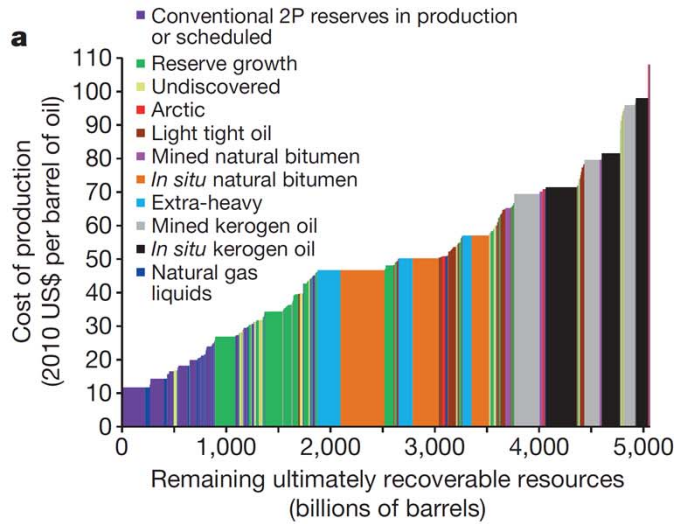 a
Conventional 2P reserves in production
or scheduled
Reserve growth
Undiscovered
Arctic
Light tight oil
Mined natural bitumen
In situ natural bitumen
Extra-heavy
Mined kerogen oil
In situ kerogen oil
Natural gas
liquids
Cost of production
(2010 US$ per barrel of oil)
110
100
90
80
70
60
50
40
30
20
10
0
0
1,000
2,000
3,000
4,000
5,000
Remaining ultimately recoverable resources
(billions of barrels)